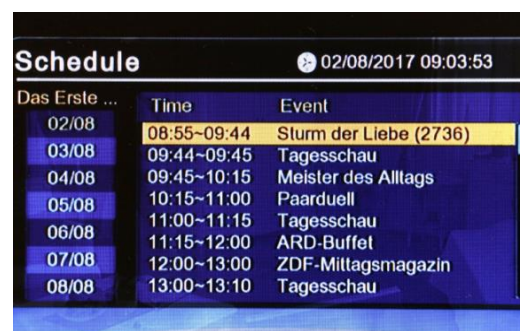 Schedule
02/08/2017 09:03:53
Das Erste ...
02/08
03/08
04/08
05/08
06/08
07/08
08/08
Time Event
08:55~09:44 Sturm der Liebe (2736)
09:44~09:45 Tagesschau
09:45~10:15 Meister des Alltags
10:15~11:00 Paarduell
11:00~11:15 Tagesschau
11:15~12:00 ARD-Buffet
12:00~13:00 ZDF-Mittagsmagazin
13:00~13:10 Tagesschau